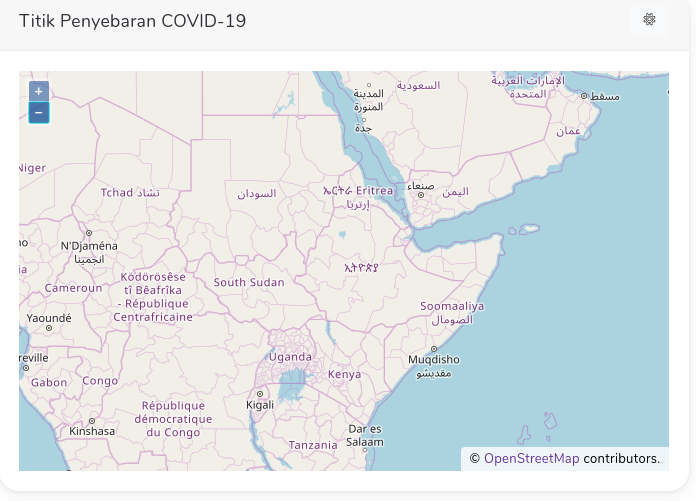 Titik Penyebaran COVID-19
+
−
السعودية
الإمارات العربية
المتحدة
المدينة
المنورة
جدة
مسقط
عمان
Niger
Tchad تشاد
السودان
ኤርትራ Eritrea
إرتريا
صنعاء
اليمن
N'Djaména
انجمينا
ኢትዮጵያ
Cameroun
Ködörösêse
tî Bêafrîka
- République
Centrafricaine
South Sudan
Soomaaliya
الصومال
Yaoundé
Muqdisho
مقديشو
reville
Uganda
Kenya
Gabon
Congo
Kigali
République
démocratique
du Congo
Kinshasa
Dar es
Salaam
Tanzania
© OpenStreetMap contributors.